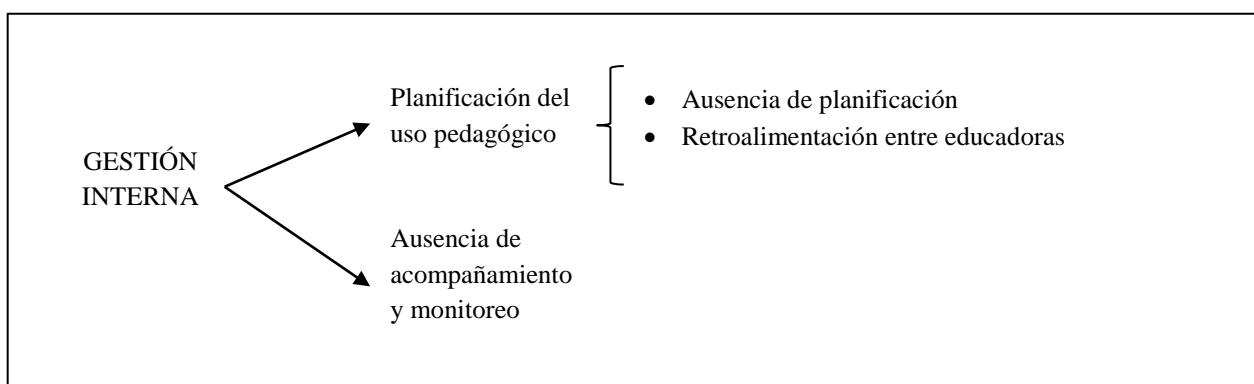 GESTIÓN
INTERNA
Planificación del
uso pedagógico
• Ausencia de planificación
• Retroalimentación entre educadoras
Ausencia de
acompañamiento
y monitoreo